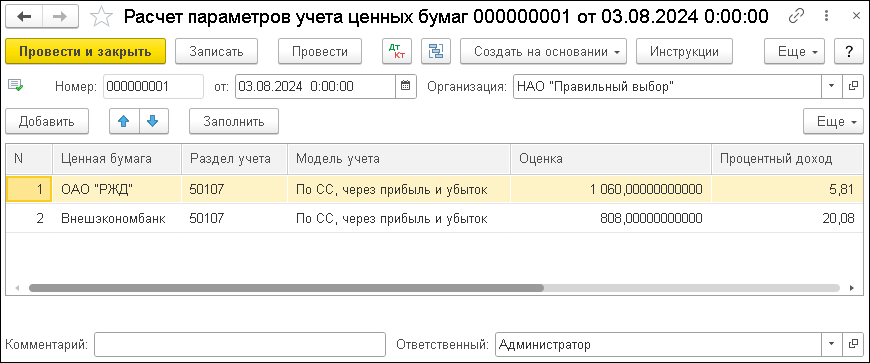 Расчет параметров учета ценных бумаг 000000001 от 03.08.2024 0:00:00
Провести и закрыть Записать Провести Дт Кт Создать на основании Инструкции Еще ?
Номер: 000000001 от: 03.08.2024 0:00:00 Организация: НАО "Правильный выбор"
Добавить Заполнить Еще
N Ценная бумага Раздел учета Модель учета Оценка Процентный доход
1 ОАО "РЖД" 50107 По СС, через прибыль и убыток 1 060,00000000000 5,81
2 Внешэкономбанк 50107 По СС, через прибыль и убыток 808,00000000000 20,08
Комментарий: Ответственный: Администратор